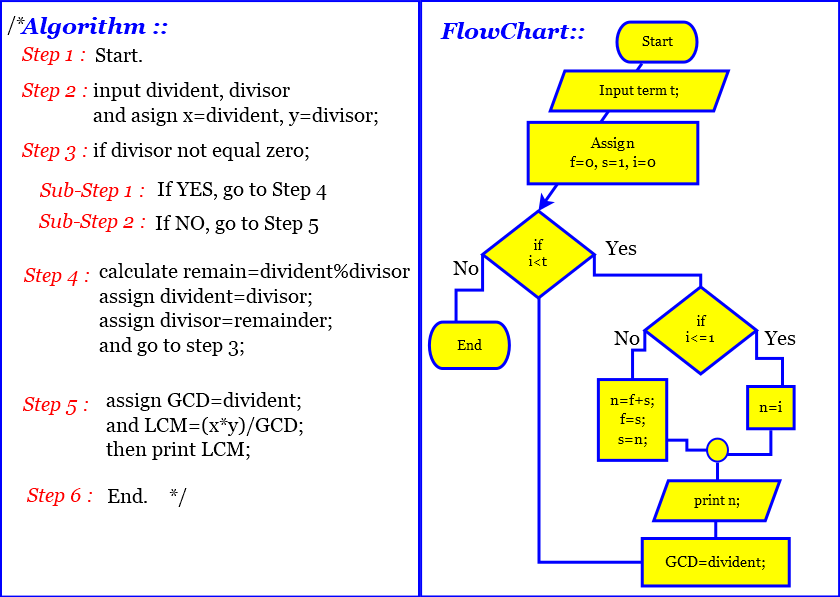 /*Algorithm ::
Step 1 : Start.
Step 2 : input divident, divisor
and asign x=divident, y=divisor;
Step 3 : if divisor not equal zero;
Sub-Step 1 : If YES, go to Step 4
Sub-Step 2 : If NO, go to Step 5
Step 4 : calculate remain=divident%divisor
assign divident=divisor;
assign divisor=remainder;
and go to step 3;
Step 5 : assign GCD=divident;
and LCM=(x*y)/GCD;
then print LCM;
Step 6 : End. */
FlowChart::
Start
Input term t;
Assign
f=0, s=1, i=0
if
i<t
No
Yes
End
if
i<=1
No
Yes
n=f+s;
f=s;
s=n;
n=i
print n;
GCD=divident;